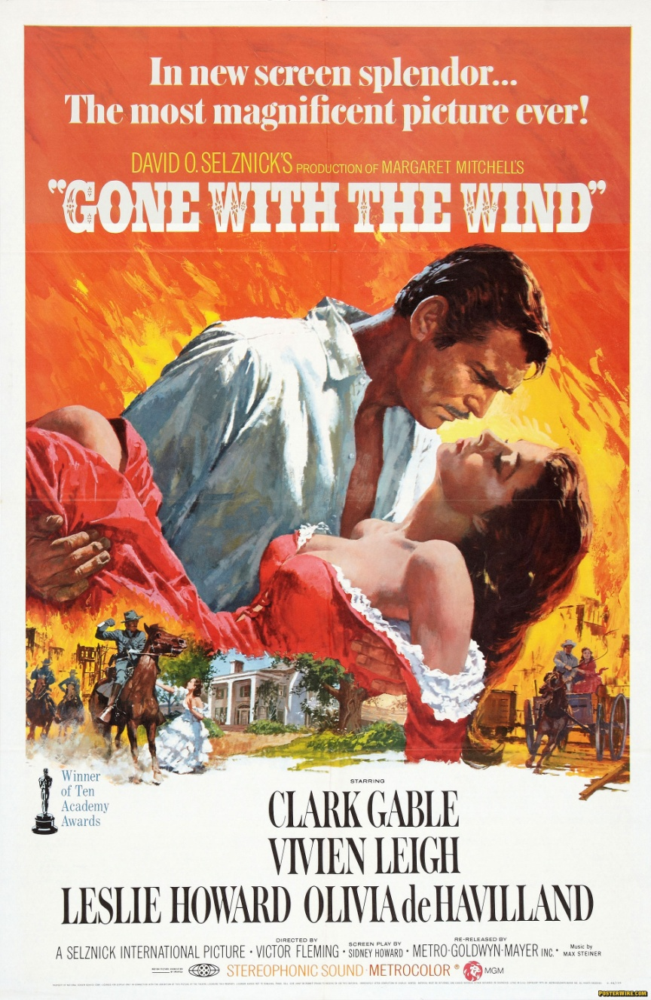 In new screen splendor...
The most magnificent picture ever!
DAVID O. SELZNICK'S PRODUCTION OF MARGARET MITCHELL'S
"GONE WITH THE WIND"
Winner
of Ten
Academy
Awards
STARRING
CLARK GABLE
VIVIEN LEIGH
LESLIE HOWARD OLIVIA de HAVILLAND
A SELZNICK INTERNATIONAL PICTURE · DIRECTED BY VICTOR FLEMING · SCREEN PLAY BY SIDNEY HOWARD · RE-RELEASED BY METRO-GOLDWYN-MAYER INC. · Music by MAX STEINER
STEREOPHONIC SOUND · METROCOLOR ® MGM
POSTERWIRE.COM